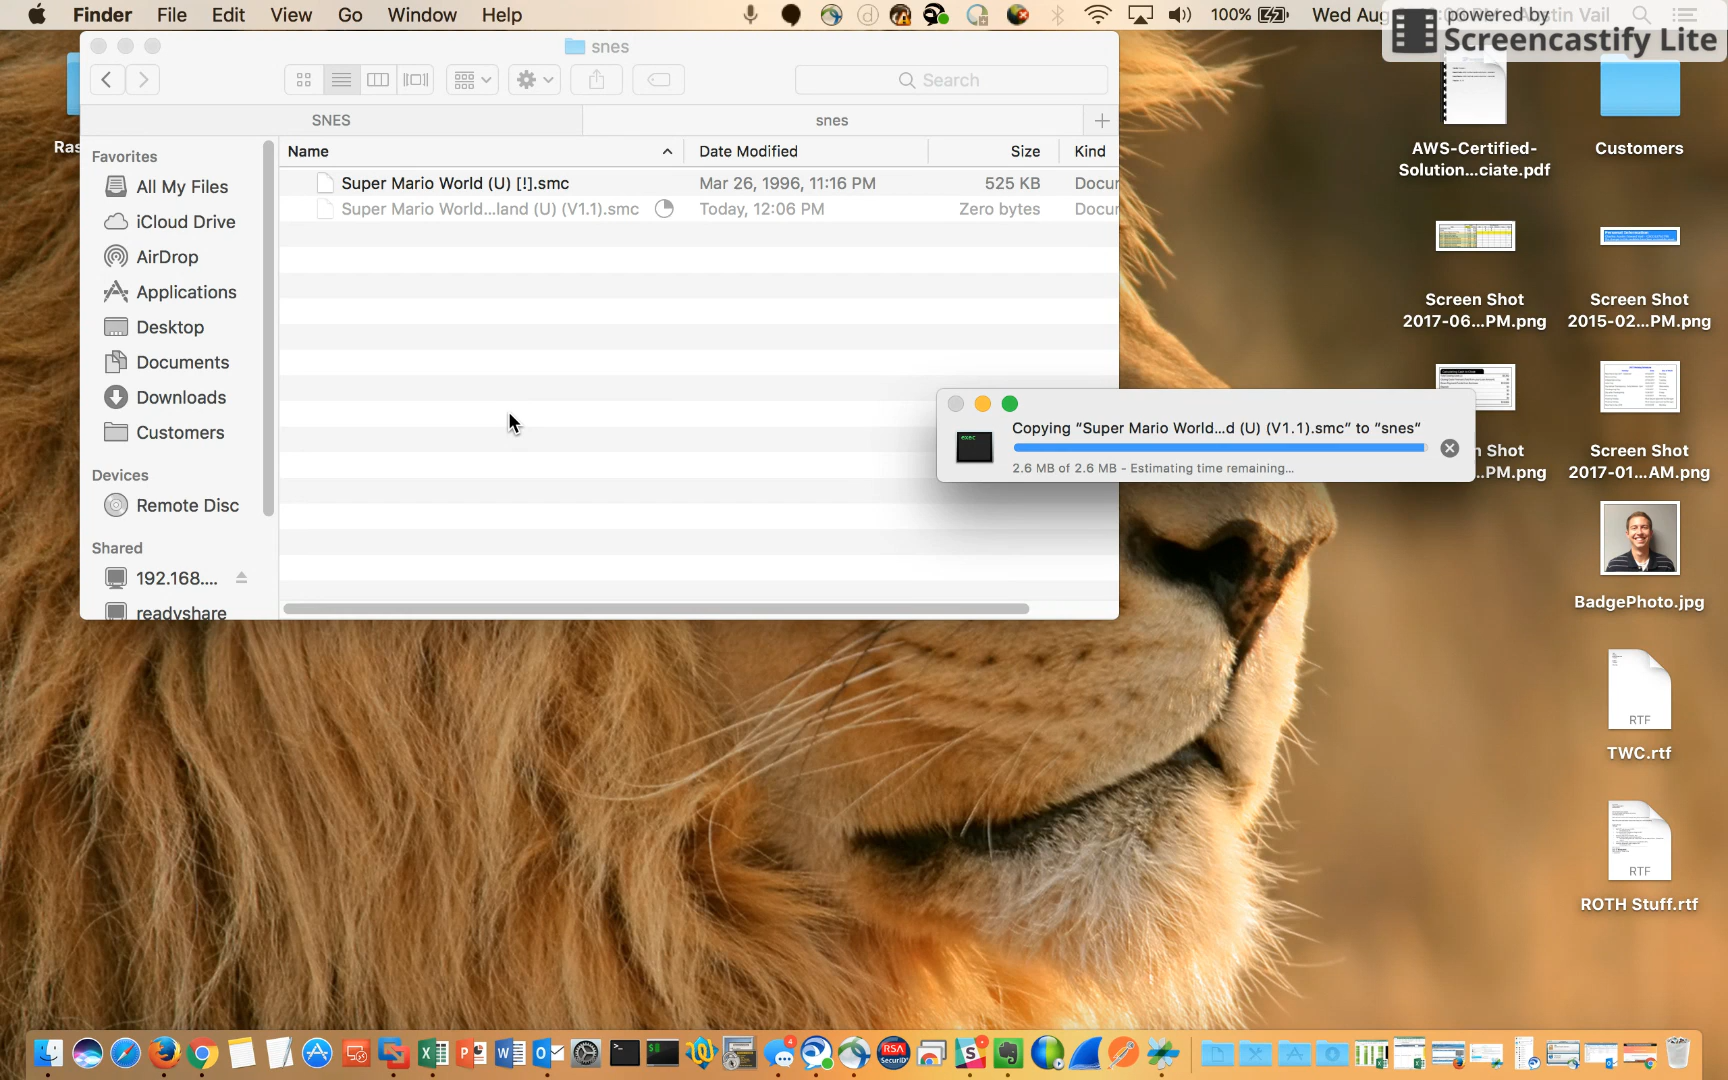 Finder File Edit View Go Window Help
100% Wed Aug
powered by
Screencastify Lite
snes
Search
SNES
snes
Name
Date Modified
Size
Kind
Super Mario World (U) [!].smc
Mar 26, 1996, 11:16 PM
525 KB
Super Mario World...land (U) (V1.1).smc
Today, 12:06 PM
Zero bytes
Favorites
All My Files
iCloud Drive
AirDrop
Applications
Desktop
Documents
Downloads
Customers
Devices
Remote Disc
Shared
192.168....
readyshare
exec
Copying “Super Mario World...d (U) (V1.1).smc” to “snes”
2.6 MB of 2.6 MB - Estimating time remaining...
AWS-Certified-
Solution...ciate.pdf
Customers
Screen Shot
2017-06...PM.png
Screen Shot
2015-02...PM.png
Shot
...PM.png
Screen Shot
2017-01...AM.png
BadgePhoto.jpg
RTF
TWC.rtf
RTF
ROTH Stuff.rtf